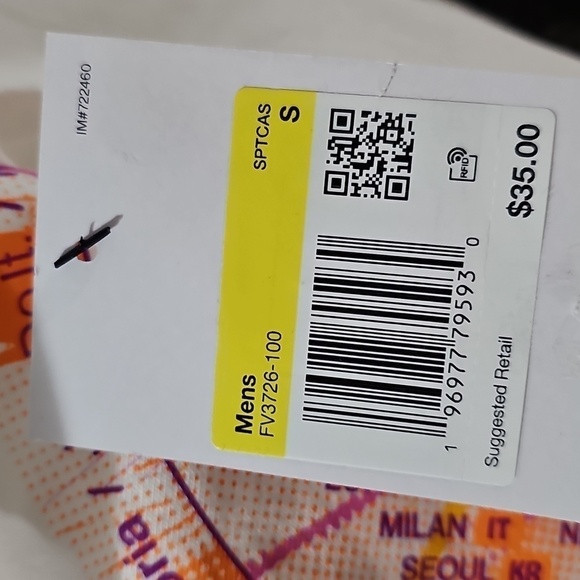 IM#722460
SPTCAS
S
Mens
FV3726-100
RFID
1 96977 79593 0
$35.00
Suggested Retail
MILAN IT
SEOUL KR